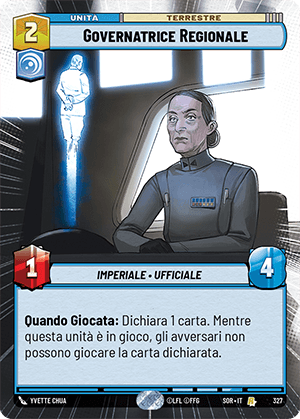 UNITÀ
TERRESTRE
2
GOVERNATRICE REGIONALE
1
4
IMPERIALE • UFFICIALE
Quando Giocata: Dichiara 1 carta. Mentre
questa unità è in gioco, gli avversari non
possono giocare la carta dichiarata.
YVETTE CHUA
©LFL ©FFG
SOR • IT
327